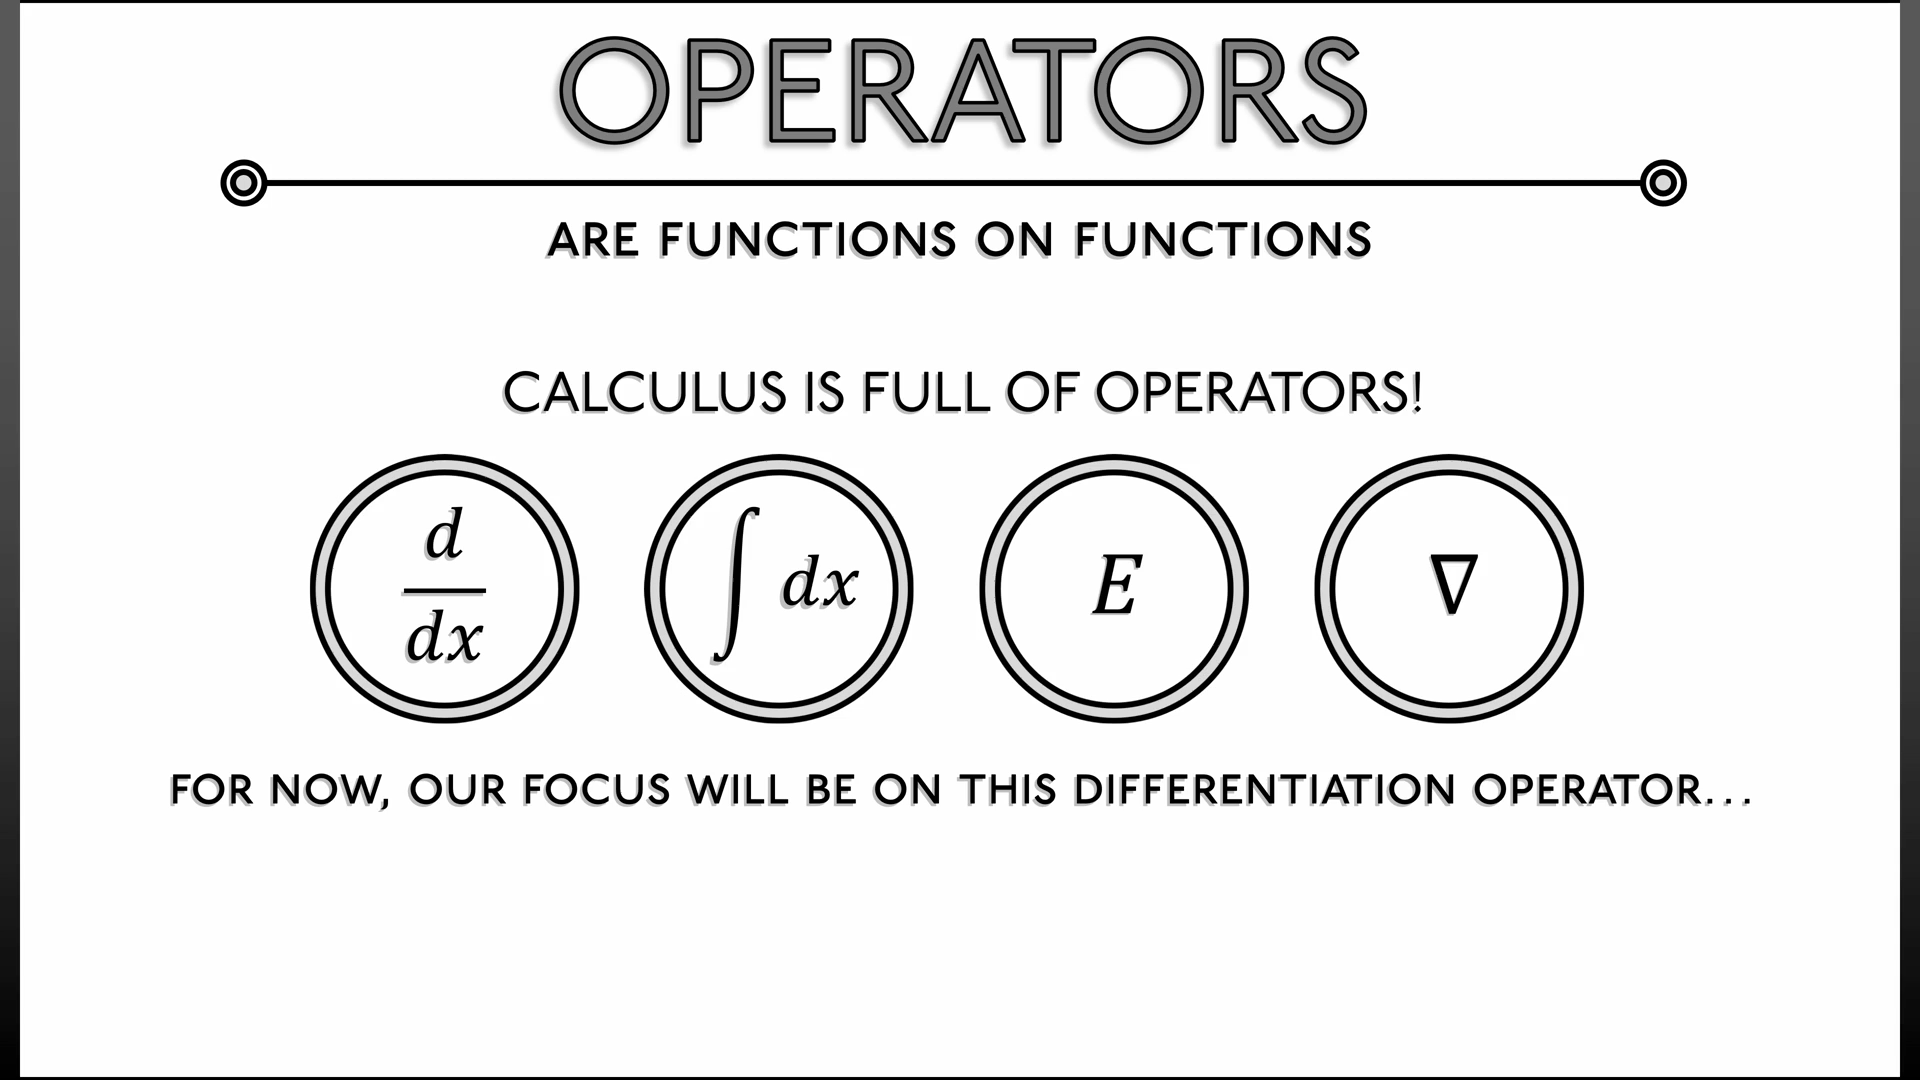 OPERATORS
ARE FUNCTIONS ON FUNCTIONS
CALCULUS IS FULL OF OPERATORS!
d/dx ∫ dx E ∇
FOR NOW, OUR FOCUS WILL BE ON THIS DIFFERENTIATION OPERATOR...